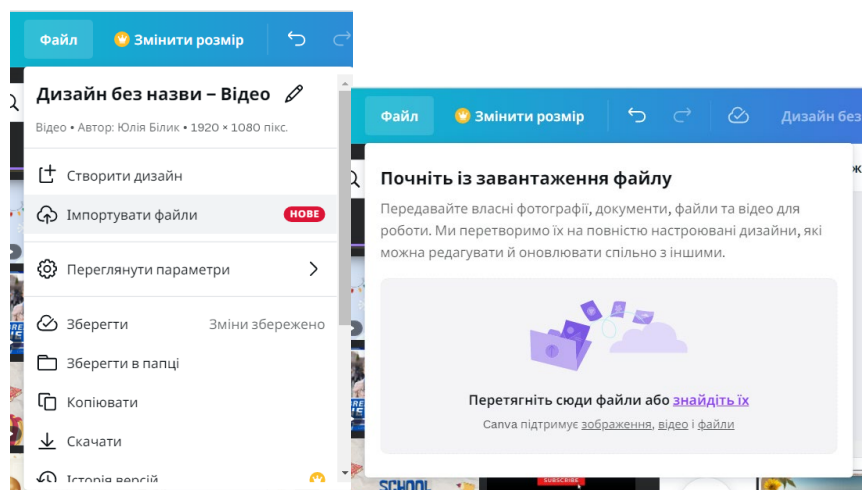 Файл
Змінити розмір
Дизайн без назви – Відео
Відео • Автор: Юлія Білик • 1920 × 1080 пікс.
Створити дизайн
Імпортувати файли НОВЕ
Переглянути параметри
Зберегти Зміни збережено
Зберегти в папці
Копіювати
Скачати
Історія версій
Файл
Змінити розмір
Дизайн без
Почніть із завантаження файлу
Передавайте власні фотографії, документи, файли та відео для
роботи. Ми перетворимо їх на повністю настроювані дизайни, які
можна редагувати й оновлювати спільно з іншими.
Перетягніть сюди файли або знайдіть їх
Canva підтримує зображення, відео і файли
SCHOOL
SUBSCRIBE